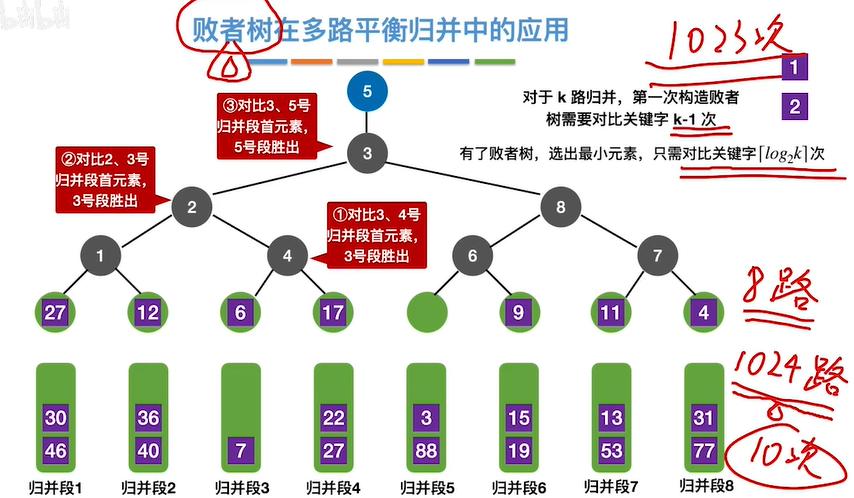 败者树在多路平衡归并中的应用
1023次
5
1
③对比3、5号
归并段首元素,
5号段胜出
对于 k 路归并,第一次构造败者
树需要对比关键字 k-1 次
2
3
有了败者树,选出最小元素,只需对比关键字⌈log₂k⌉次
②对比2、3号
归并段首元素,
3号段胜出
2
8
①对比3、4号
归并段首元素,
3号段胜出
1
4
6
7
8路
27 12 6 17 9 11 4
1024路
30 36 22 3 15 13 31
46 40 7 27 88 19 53 77
10次
归并段1 归并段2 归并段3 归并段4 归并段5 归并段6 归并段7 归并段8